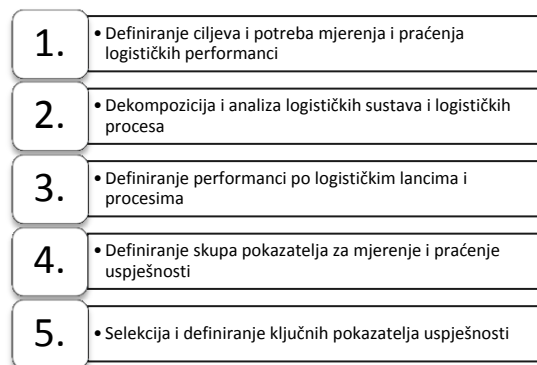 1.
• Definiranje ciljeva i potreba mjerenja i praćenja
logističkih performanci
2.
• Dekompozicija i analiza logističkih sustava i logističkih
procesa
3.
• Definiranje performanci po logističkim lancima i
procesima
4.
• Definiranje skupa pokazatelja za mjerenje i praćenje
uspješnosti
5.
• Selekcija i definiranje ključnih pokazatelja uspješnosti